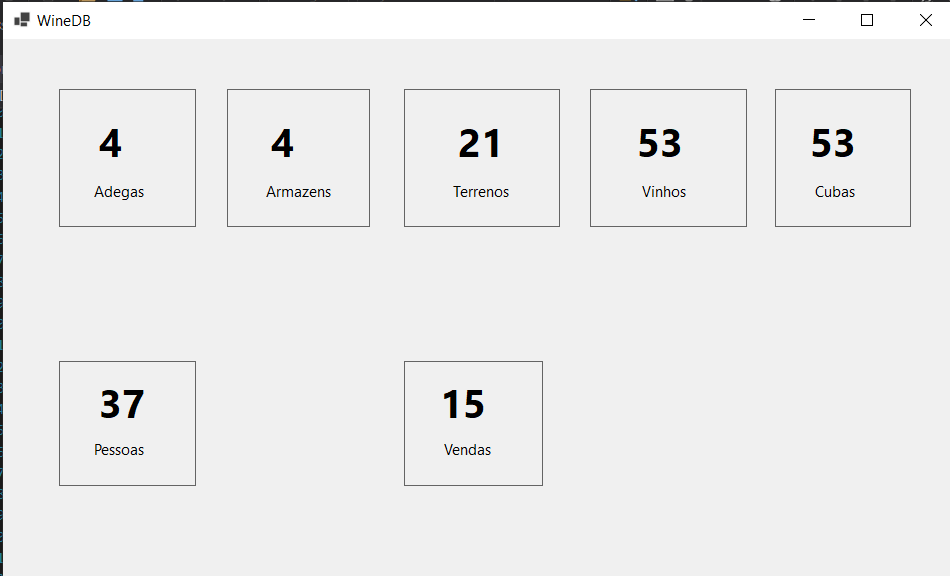 WineDB
4 4 21 53 53
Adegas Armazens Terrenos Vinhos Cubas
37 15
Pessoas Vendas